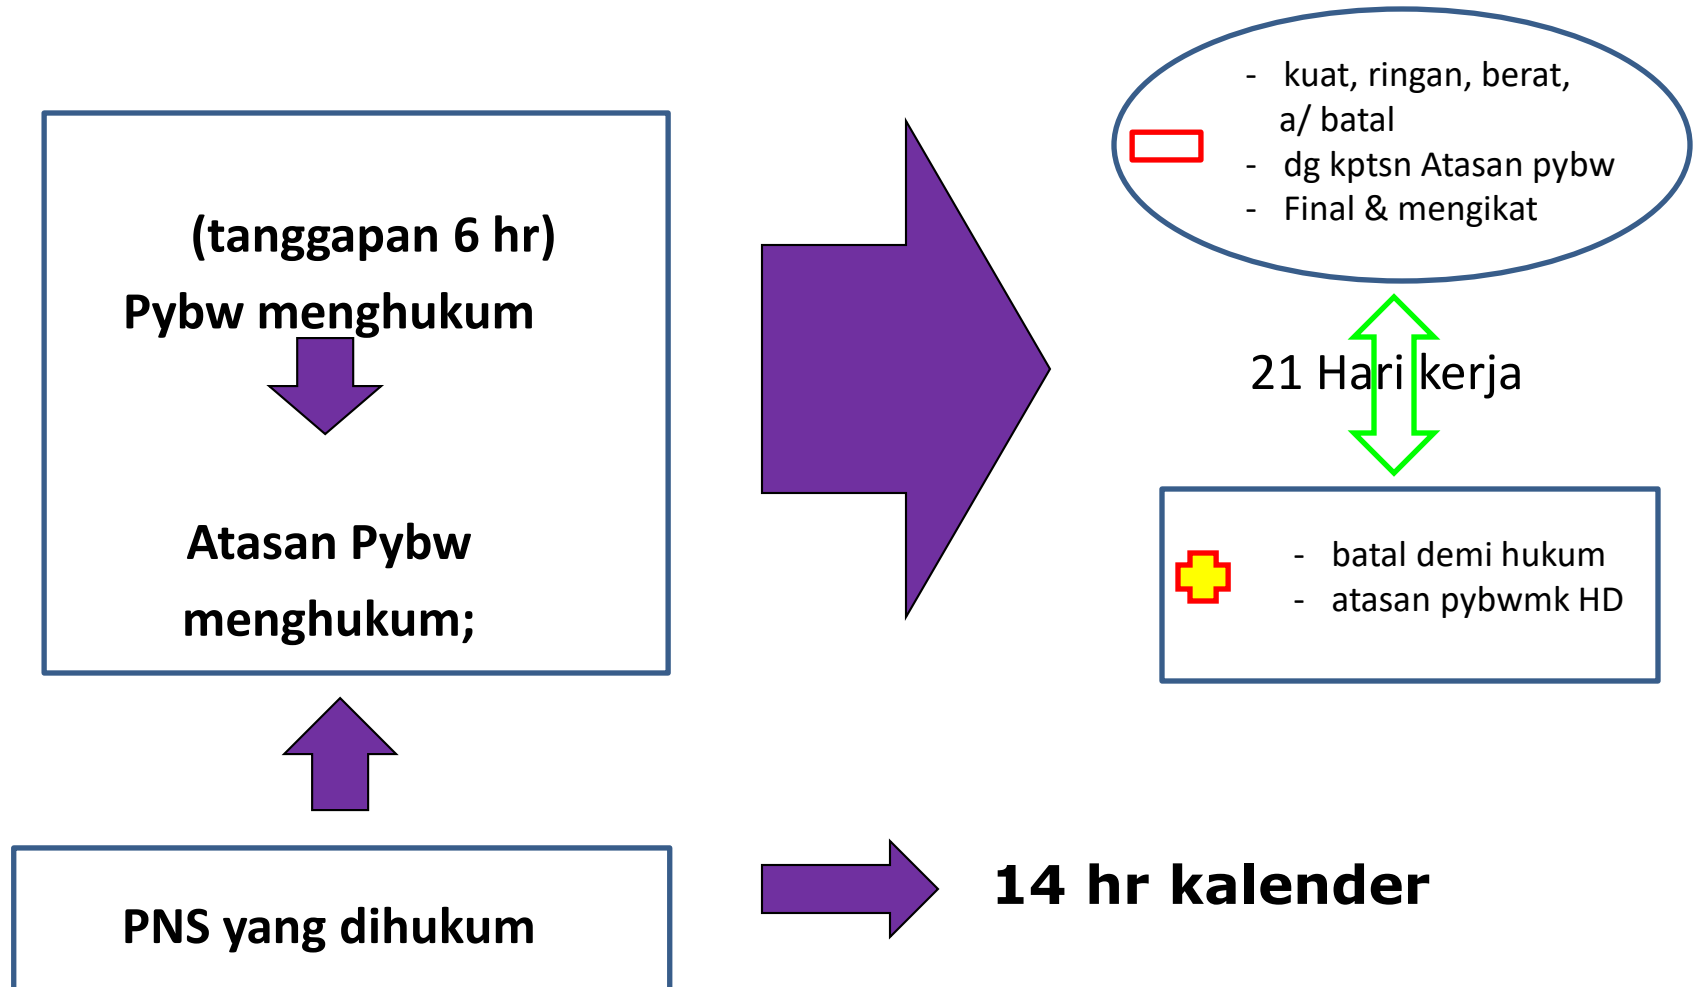 (tanggapan 6 hr)
Pybw menghukum
Atasan Pybw
menghukum;
- kuat, ringan, berat,
a/ batal
- dg kptsn Atasan pybw
- Final & mengikat
21 Hari kerja
- batal demi hukum
- atasan pybwmk HD
PNS yang dihukum
14 hr kalender